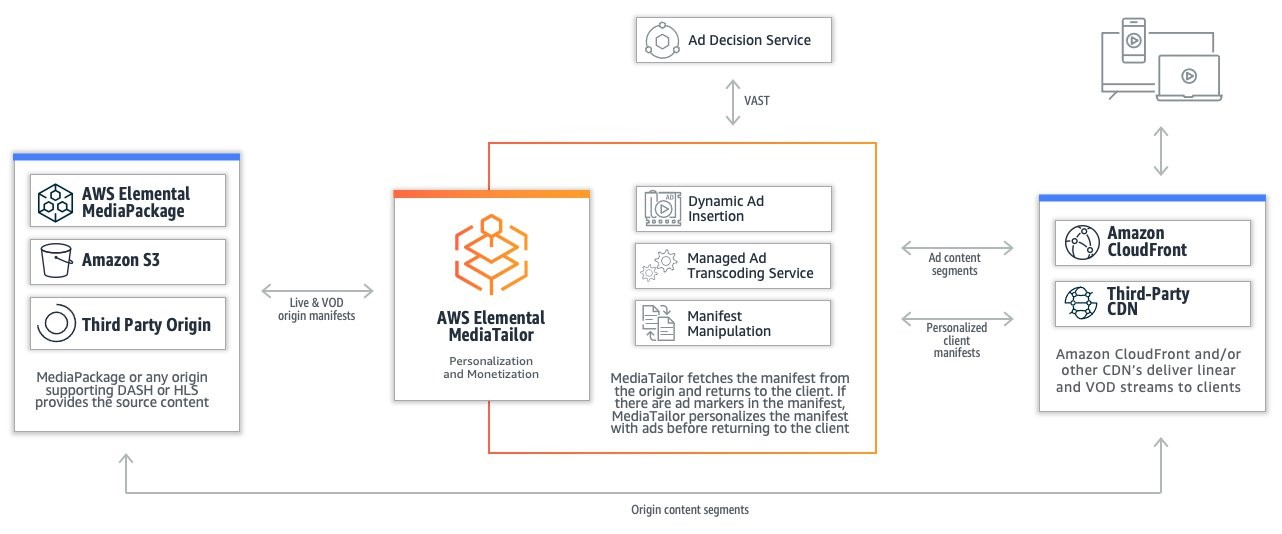 Ad Decision Service
VAST
AWS Elemental
MediaPackage
Amazon S3
Third Party Origin
MediaPackage or any origin
supporting DASH or HLS
provides the source content
Live & VOD
origin manifests
AWS Elemental
MediaTailor
Personalization
and Monetization
AD
Dynamic Ad
Insertion
Managed Ad
Transcoding Service
Manifest
Manipulation
MediaTailor fetches the manifest from
the origin and returns to the client. If
there are ad markers in the manifest,
MediaTailor personalizes the manifest
with ads before returning to the client
Ad content
segments
Personalized
client
manifests
Amazon
CloudFront
Third-Party
CDN
Amazon CloudFront and/or
other CDN's deliver linear
and VOD streams to clients
Origin content segments